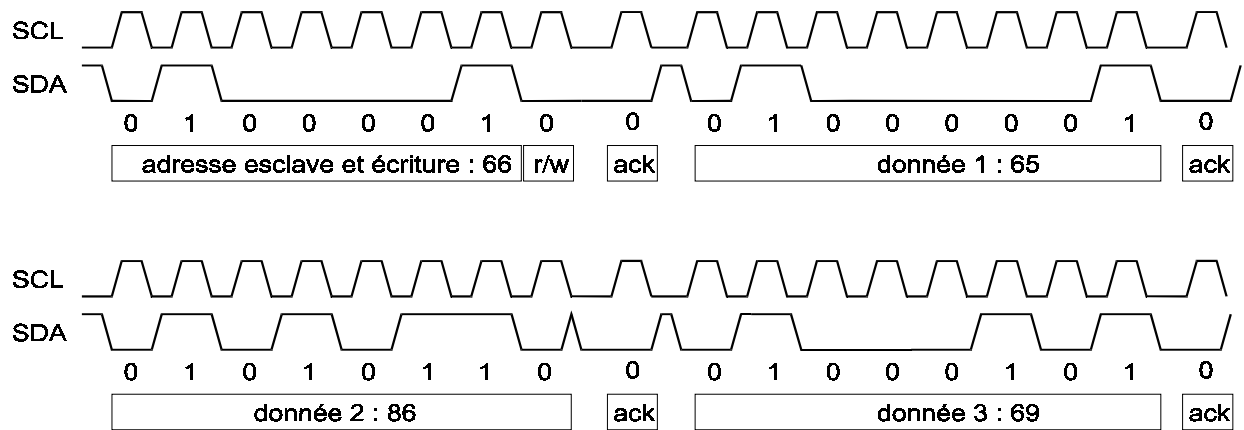 SCL
SDA
0 1 0 0 0 0 1 0 0 0 1 0 0 0 0 0 1 0
adresse esclave et écriture : 66 r/w ack donnée 1 : 65 ack
SCL
SDA
0 1 0 1 0 1 1 0 0 0 1 0 0 0 1 0 1 0
donnée 2 : 86 ack donnée 3 : 69 ack